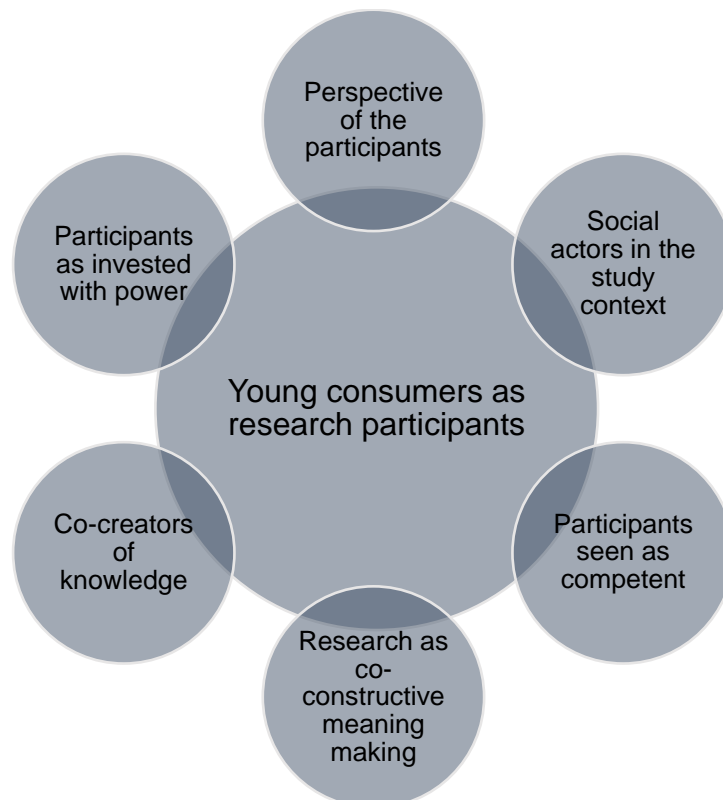 Perspective
of the
participants
Social
actors in the
study
context
Participants
seen as
competent
Research as
co-
constructive
meaning
making
Co-creators
of
knowledge
Participants
as invested
with power
Young consumers as
research participants